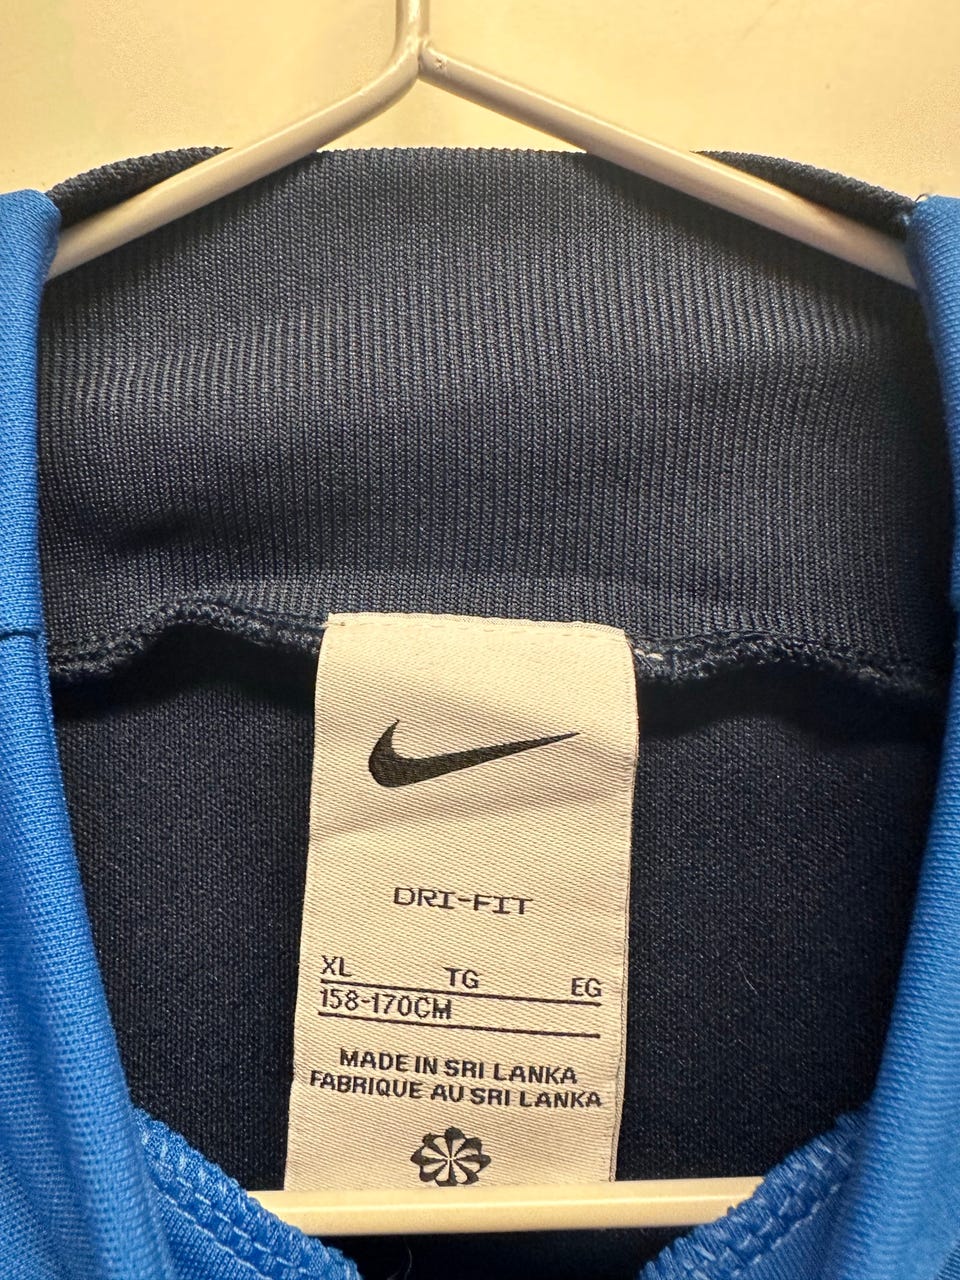 DRI-FIT
XL TG EG
158-170CM
MADE IN SRI LANKA
FABRIQUE AU SRI LANKA